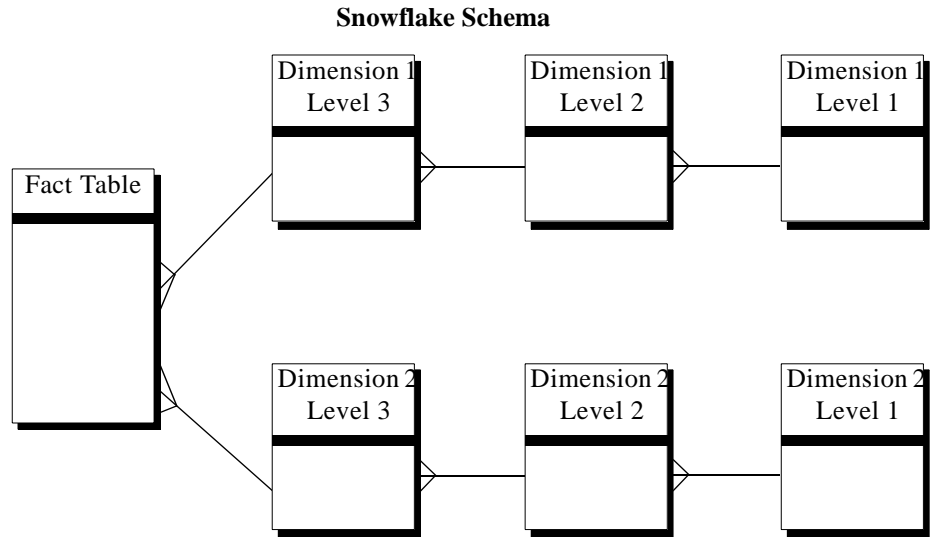 Snowflake Schema
Dimension 1
Level 3
Dimension 1
Level 2
Dimension 1
Level 1
Fact Table
Dimension 2
Level 3
Dimension 2
Level 2
Dimension 2
Level 1